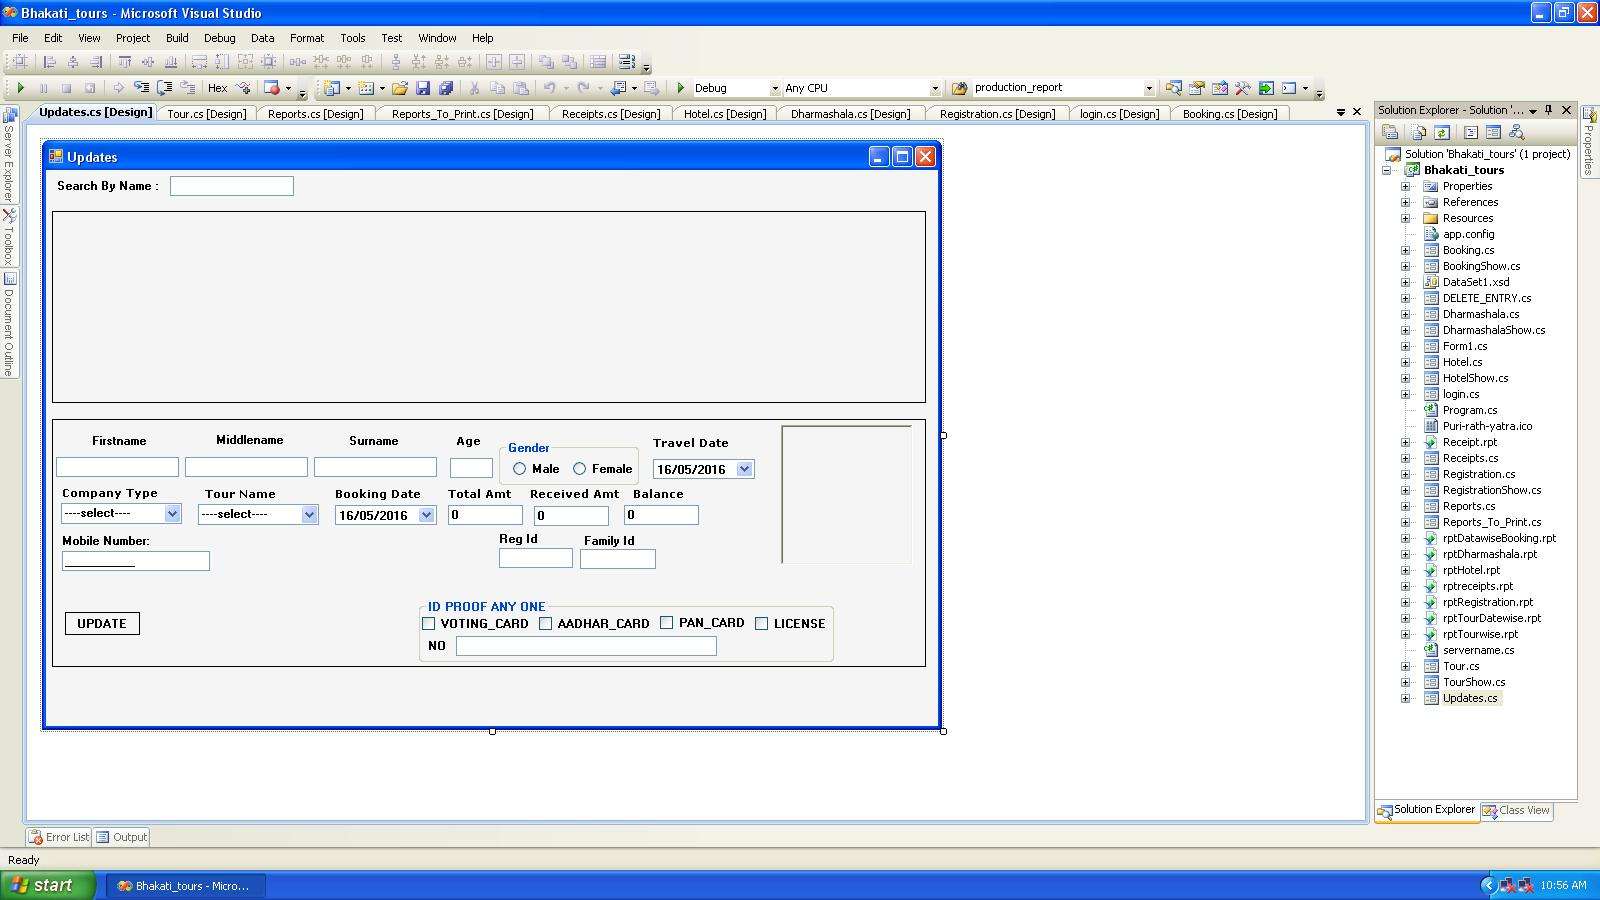 Bhakati_tours - Microsoft Visual Studio
File Edit View Project Build Debug Data Format Tools Test Window Help
Hex Debug Any CPU production_report
Updates.cs [Design] Tour.cs [Design] Reports.cs [Design] Reports_To_Print.cs [Design] Receipts.cs [Design] Hotel.cs [Design] Dharmashala.cs [Design] Registration.cs [Design] login.cs [Design] Booking.cs [Design]
Server Explorer
Toolbox
Document Outline
Updates
Search By Name :
Firstname Middlename Surname Age Gender Travel Date
Male Female 16/05/2016
Company Type Tour Name Booking Date Total Amt Received Amt Balance
----select---- ----select---- 16/05/2016 0 0 0
Mobile Number: Reg Id Family Id
__________
ID PROOF ANY ONE
UPDATE VOTING_CARD AADHAR_CARD PAN_CARD LICENSE
NO
Solution Explorer - Solution '...
Solution 'Bhakati_tours' (1 project)
Bhakati_tours
Properties
References
Resources
app.config
Booking.cs
BookingShow.cs
DataSet1.xsd
DELETE_ENTRY.cs
Dharmashala.cs
DharmashalaShow.cs
Form1.cs
Hotel.cs
HotelShow.cs
login.cs
Program.cs
Puri-rath-yatra.ico
Receipt.rpt
Receipts.cs
Registration.cs
RegistrationShow.cs
Reports.cs
Reports_To_Print.cs
rptDatawiseBooking.rpt
rptDharmashala.rpt
rptHotel.rpt
rptreceipts.rpt
rptRegistration.rpt
rptTourDatewise.rpt
rptTourwise.rpt
servername.cs
Tour.cs
TourShow.cs
Updates.cs
Solution Explorer Class View
Properties
Error List Output
Ready
start Bhakati_tours - Micro... 10:56 AM